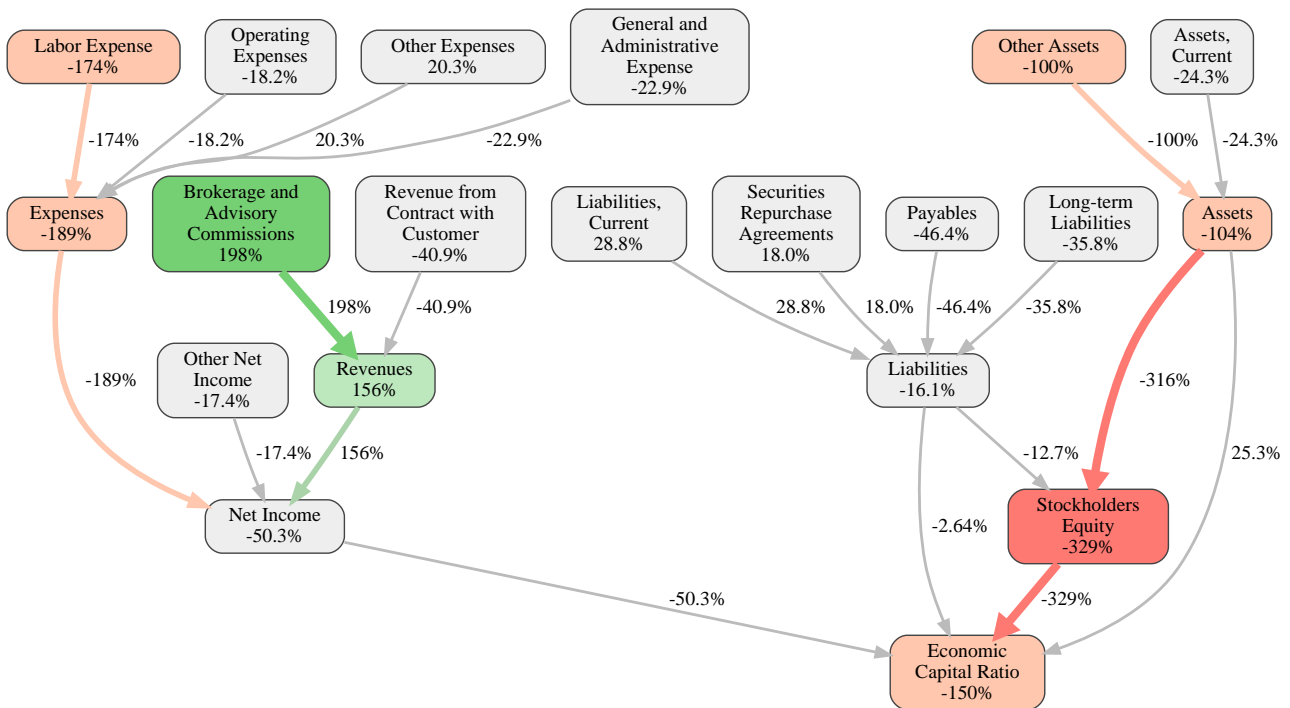 Labor Expense
-174%
Operating
Expenses
-18.2%
Other Expenses
20.3%
General and
Administrative
Expense
-22.9%
Other Assets
-100%
Assets,
Current
-24.3%
-174%
-18.2%
20.3%
-22.9%
-100%
-24.3%
Expenses
-189%
Brokerage and
Advisory
Commissions
198%
Revenue from
Contract with
Customer
-40.9%
Liabilities,
Current
28.8%
Securities
Repurchase
Agreements
18.0%
Payables
-46.4%
Long-term
Liabilities
-35.8%
Assets
-104%
198%
-40.9%
28.8%
18.0%
-46.4%
-35.8%
-189%
Other Net
Income
-17.4%
Revenues
156%
Liabilities
-16.1%
-316%
-17.4%
156%
-12.7%
25.3%
Net Income
-50.3%
-2.64%
Stockholders
Equity
-329%
-50.3%
-329%
Economic
Capital Ratio
-150%